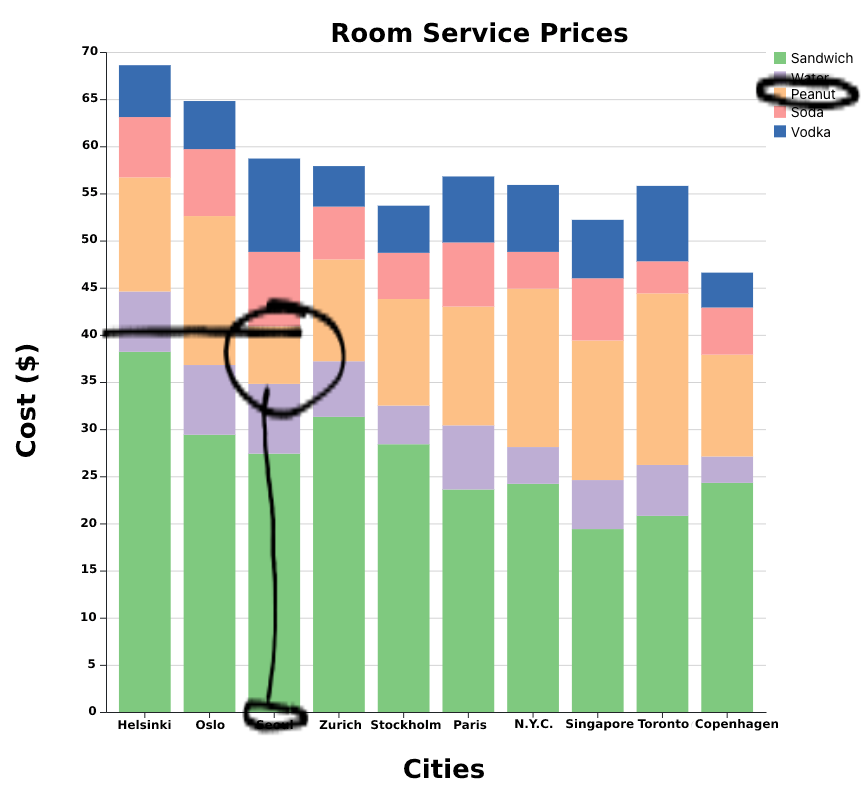 Room Service Prices
70
65
60
55
50
45
40
35
30
25
20
15
10
5
0
Cost ($)
Helsinki Oslo Seoul Zurich Stockholm Paris N.Y.C. Singapore Toronto Copenhagen
Cities
Sandwich
Water
Peanut
Soda
Vodka